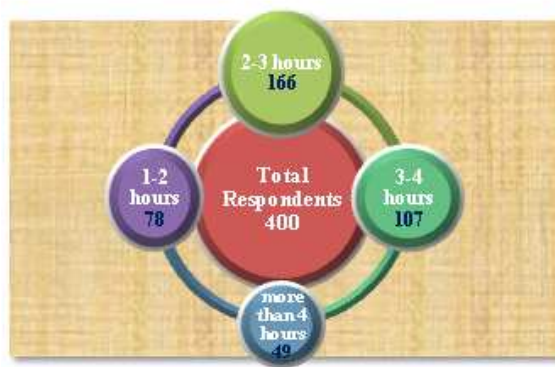 2-3 hours
166
1-2
hours
78
Total
Respondents
400
3-4
hours
107
more
than 4
hours
49